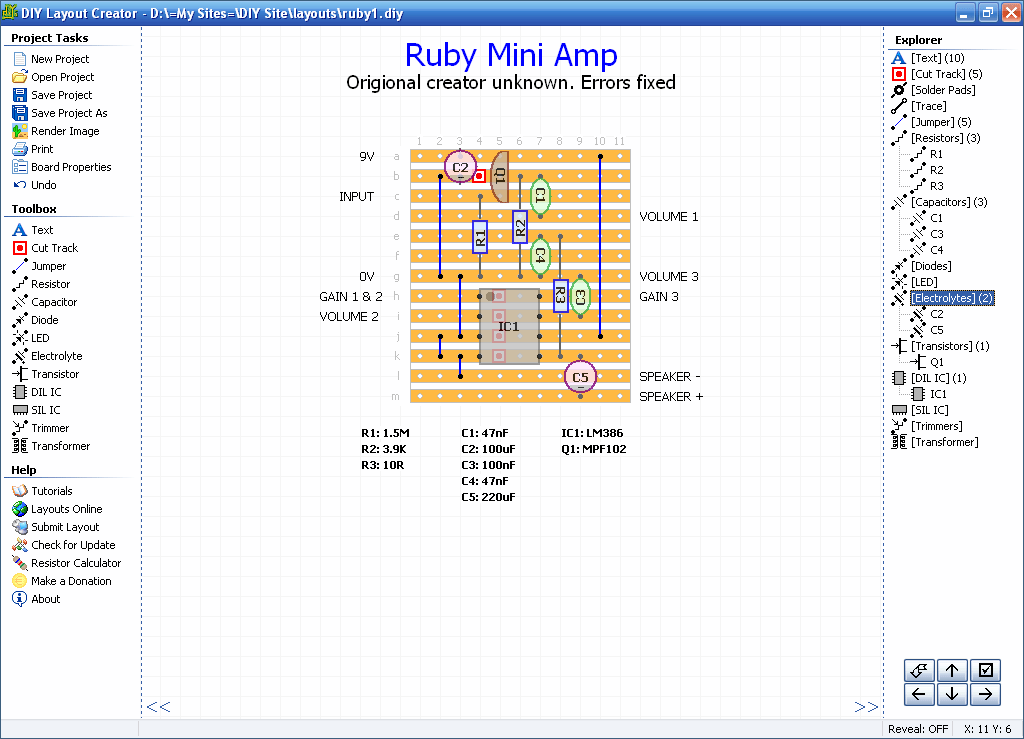 DIY Layout Creator - D:\=My Sites=\DIY Site\layouts\ruby1.diy
Project Tasks
New Project
Open Project
Save Project
Save Project As
Render Image
Print
Board Properties
Undo
Toolbox
Text
Cut Track
Jumper
Resistor
Capacitor
Diode
LED
Electrolyte
Transistor
DIL IC
SIL IC
Trimmer
Transformer
Help
Tutorials
Layouts Online
Submit Layout
Check for Update
Resistor Calculator
Make a Donation
About
Ruby Mini Amp
Origional creator unknown. Errors fixed
1 2 3 4 5 6 7 8 9 10 11
9V a
b
INPUT c
d VOLUME 1
e
f
0V g VOLUME 3
GAIN 1 & 2 h GAIN 3
VOLUME 2 i
j
k
l SPEAKER -
m SPEAKER +
C2
Q1
C1
R1
R2
C4
R3
C3
IC1
C5
R1: 1.5M C1: 47nF IC1: LM386
R2: 3.9K C2: 100uF Q1: MPF102
R3: 10R C3: 100nF
C4: 47nF
C5: 220uF
<< >>
Explorer
[Text] (10)
[Cut Track] (5)
[Solder Pads]
[Trace]
[Jumper] (5)
[Resistors] (3)
R1
R2
R3
[Capacitors] (3)
C1
C3
C4
[Diodes]
[LED]
[Electrolytes] (2)
C2
C5
[Transistors] (1)
Q1
[DIL IC] (1)
IC1
[SIL IC]
[Trimmers]
[Transformer]
Reveal: OFF X: 11 Y: 6